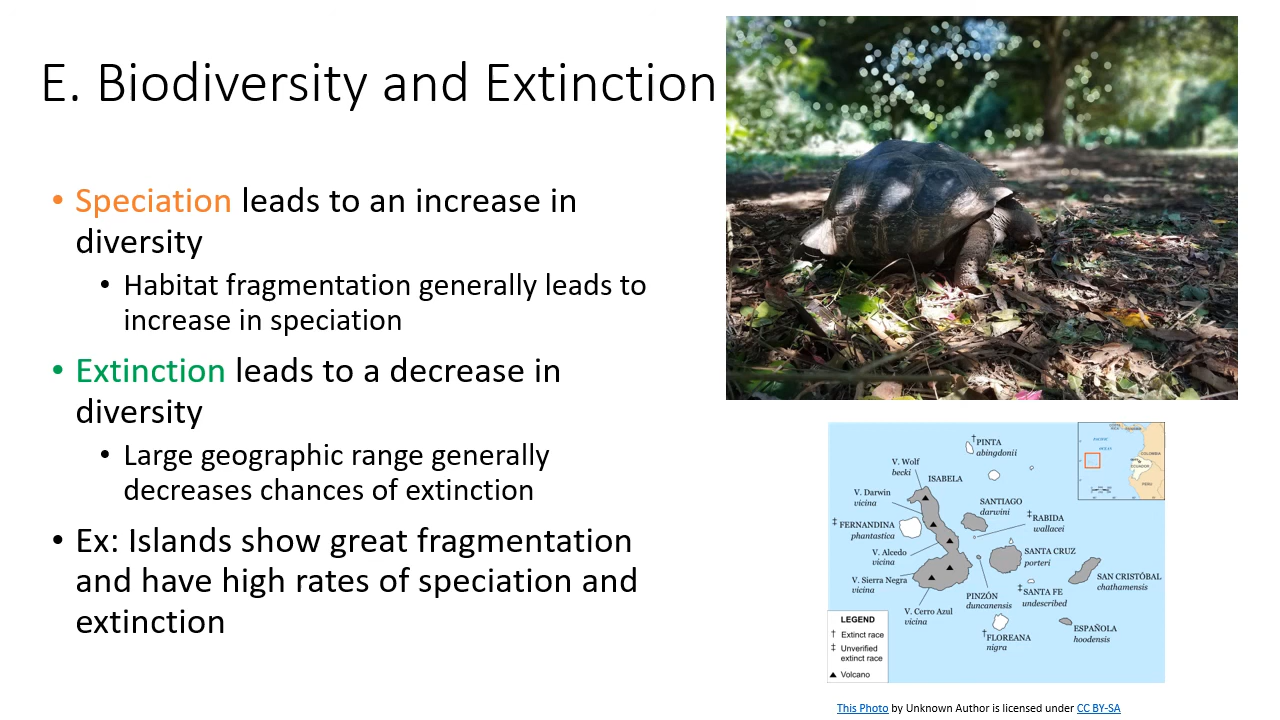 E. Biodiversity and Extinction
• Speciation leads to an increase in
diversity
• Habitat fragmentation generally leads to
increase in speciation
• Extinction leads to a decrease in
diversity
• Large geographic range generally
decreases chances of extinction
• Ex: Islands show great fragmentation
and have high rates of speciation and
extinction
†PINTA
abingdonii
V. Wolf
becki
ISABELA
V. Darwin
vicina
SANTIAGO
darwini
‡FERNANDINA
phantastica
‡RABIDA
wallacei
V. Alcedo
vicina
SANTA CRUZ
porteri
V. Sierra Negra
vicina
SAN CRISTÓBAL
chathamensis
PINZÓN
duncanensis
‡SANTA FE
undescribed
V. Cerro Azul
vicina
†FLOREANA
nigra
ESPAÑOLA
hoodensis
PACIFIC
OCEAN
COLOMBIA
ECUADOR
PERU
LEGEND
† Extinct race
‡ Unverified
extinct race
▲ Volcano
This Photo by Unknown Author is licensed under CC BY-SA